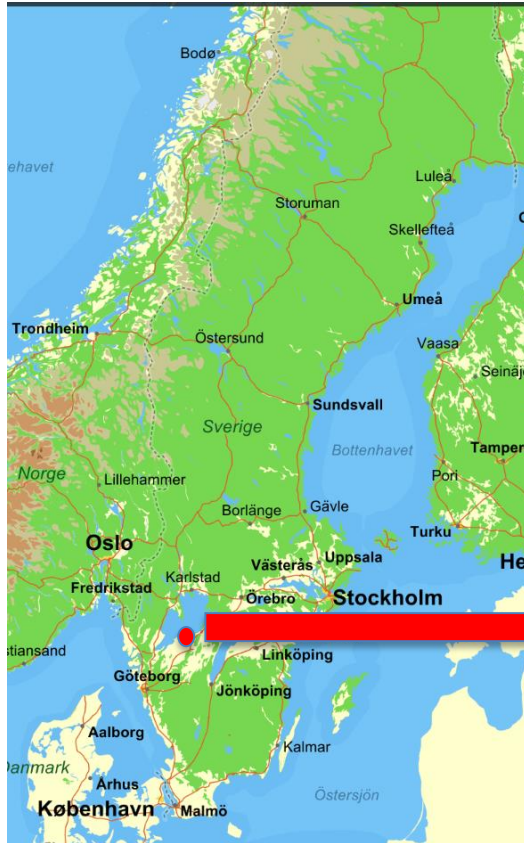 Bodø
ehavet
Luleå
Storuman
Skellefteå
Umeå
Trondheim
Östersund
Vaasa
Seinäj
Sundsvall
Sverige
Bottenhavet
Tamper
Norge
Lillehammer
Pori
Borlänge
Gävle
Turku
Oslo
Uppsala
He
Västerås
Fredrikstad
Karlstad
Örebro
Stockholm
stiansand
Linköping
Göteborg
Jönköping
Aalborg
Kalmar
Danmark
Århus
Östersjön
København
Malmö